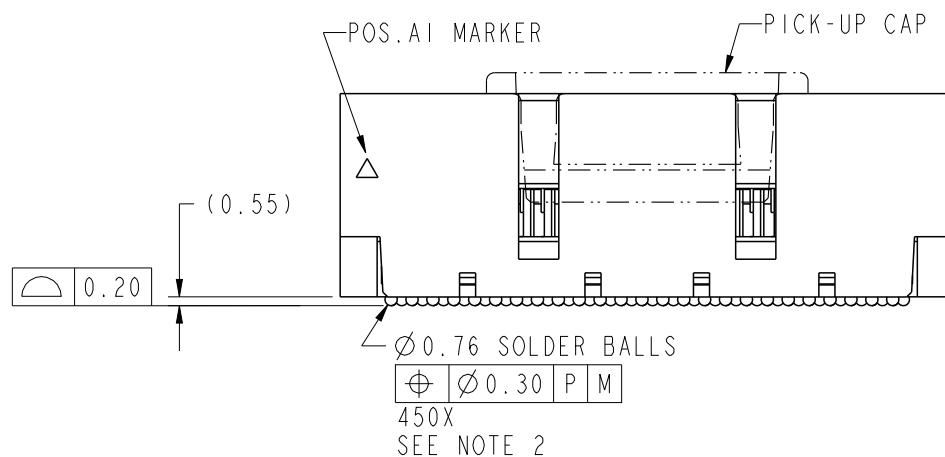 POS.A1 MARKER
PICK-UP CAP
(0.55)
0.20
Ø0.76 SOLDER BALLS
Ø0.30 P M
450X
SEE NOTE 2